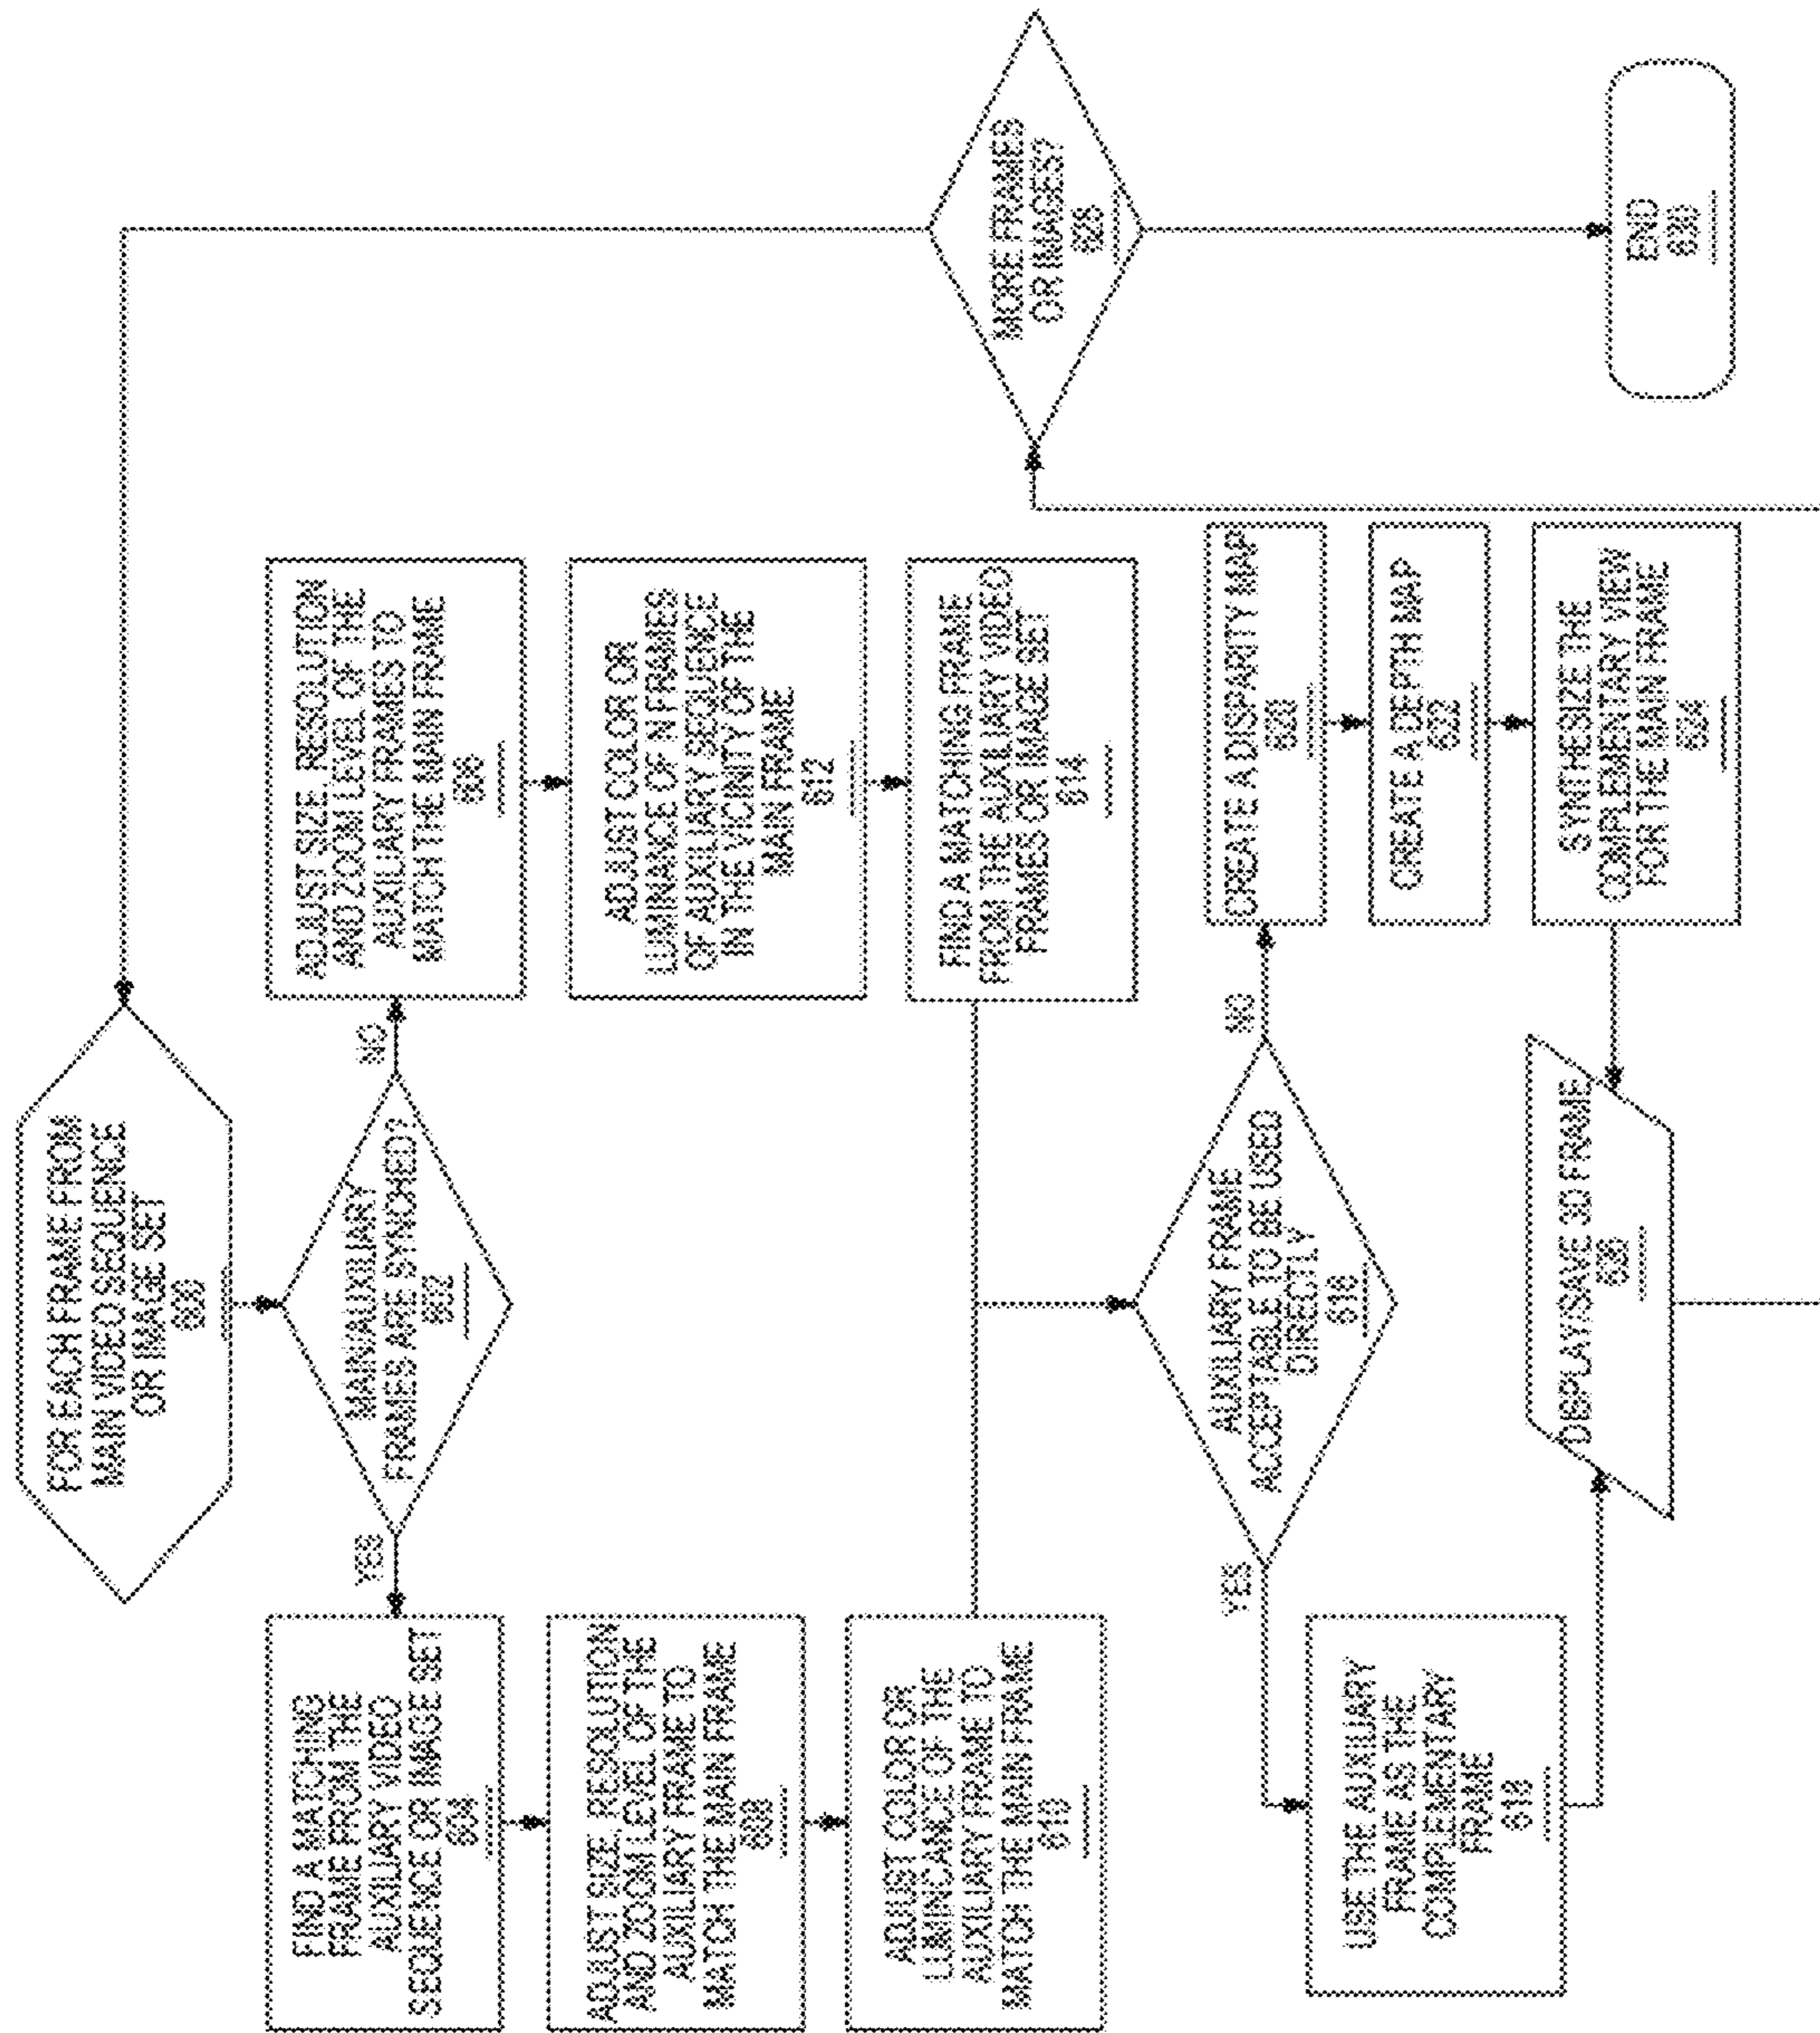 FOR EACH FRAME FROM
MAIN VIDEO SEQUENCE
OR IMAGE SET
600
MAIN/AUXILIARY
FRAMES ARE SYNCHED?
602
YES
NO
FIND A MATCHING
FRAME FROM THE
AUXILIARY VIDEO
SEQUENCE OR IMAGE SET
604
ADJUST SIZE, RESOLUTION
AND ZOOM LEVEL OF THE
AUXILIARY FRAMES TO
MATCH THE MAIN FRAME
606
ADJUST SIZE, RESOLUTION
AND ZOOM LEVEL OF THE
AUXILIARY FRAME TO
MATCH THE MAIN FRAME
608
ADJUST COLOR OR
LUMINANCE OF N FRAMES
OF AUXILIARY SEQUENCE
IN THE VICINITY OF THE
MAIN FRAME
612
ADJUST COLOR OR
LUMINCANCE OF THE
AUXILIARY FRAME TO
MATCH THE MAIN FRAME
610
FIND A MATCHING FRAME
FROM THE AUXILIARY VIDEO
FRAMES OR IMAGE SET
614
AUXILIARY FRAME
ACCEPTABLE TO BE USED
DIRECTLY
616
YES
NO
USE THE AUXILIARY
FRAME AS THE
COMPLEMENTARY
FRAME
618
CREATE A DISPARITY MAP
620
CREATE A DEPTH MAP
622
SYNTHESIZE THE
COMPLEMENTARY VIEW
FOR THE MAIN FRAME
624
DISPLAY/SAVE 3D FRAME
626
MORE FRAMES
OR IMAGES?
628
END
630